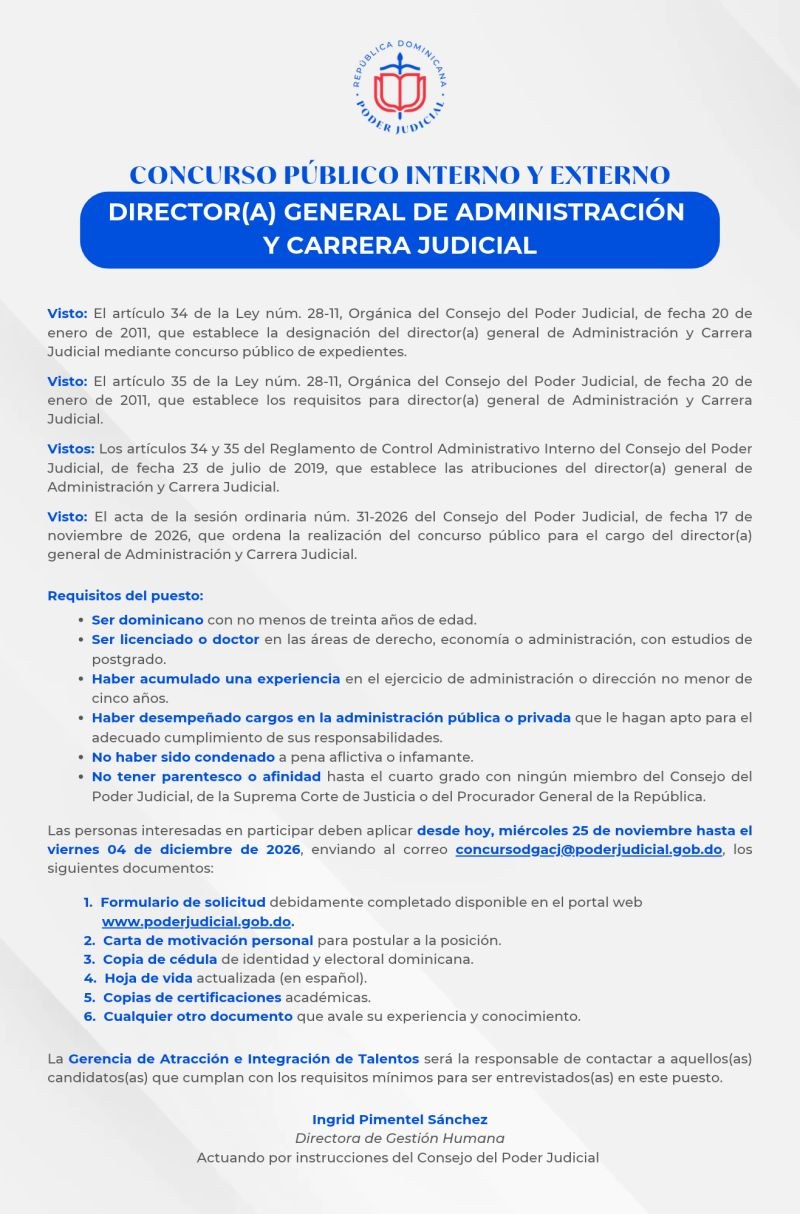 REPÚBLICA DOMINICANA
PODER JUDICIAL
CONCURSO PÚBLICO INTERNO Y EXTERNO
DIRECTOR(A) GENERAL DE ADMINISTRACIÓN
Y CARRERA JUDICIAL
Visto: El artículo 34 de la Ley núm. 28-11, Orgánica del Consejo del Poder Judicial, de fecha 20 de
enero de 2011, que establece la designación del director(a) general de Administración y Carrera
Judicial mediante concurso público de expedientes.
Visto: El artículo 35 de la Ley núm. 28-11, Orgánica del Consejo del Poder Judicial, de fecha 20 de
enero de 2011, que establece los requisitos para director(a) general de Administración y Carrera
Judicial.
Vistos: Los artículos 34 y 35 del Reglamento de Control Administrativo Interno del Consejo del Poder
Judicial, de fecha 23 de julio de 2019, que establece las atribuciones del director(a) general de
Administración y Carrera Judicial.
Visto: El acta de la sesión ordinaria núm. 31-2026 del Consejo del Poder Judicial, de fecha 17 de
noviembre de 2026, que ordena la realización del concurso público para el cargo del director(a)
general de Administración y Carrera Judicial.
Requisitos del puesto:
• Ser dominicano con no menos de treinta años de edad.
• Ser licenciado o doctor en las áreas de derecho, economía o administración, con estudios de
postgrado.
• Haber acumulado una experiencia en el ejercicio de administración o dirección no menor de
cinco años.
• Haber desempeñado cargos en la administración pública o privada que le hagan apto para el
adecuado cumplimiento de sus responsabilidades.
• No haber sido condenado a pena aflictiva o infamante.
• No tener parentesco o afinidad hasta el cuarto grado con ningún miembro del Consejo del
Poder Judicial, de la Suprema Corte de Justicia o del Procurador General de la República.
Las personas interesadas en participar deben aplicar desde hoy, miércoles 25 de noviembre hasta el
viernes 04 de diciembre de 2026, enviando al correo concursodgacj@poderjudicial.gob.do, los
siguientes documentos:
1. Formulario de solicitud debidamente completado disponible en el portal web
www.poderjudicial.gob.do.
2. Carta de motivación personal para postular a la posición.
3. Copia de cédula de identidad y electoral dominicana.
4. Hoja de vida actualizada (en español).
5. Copias de certificaciones académicas.
6. Cualquier otro documento que avale su experiencia y conocimiento.
La Gerencia de Atracción e Integración de Talentos será la responsable de contactar a aquellos(as)
candidatos(as) que cumplan con los requisitos mínimos para ser entrevistados(as) en este puesto.
Ingrid Pimentel Sánchez
Directora de Gestión Humana
Actuando por instrucciones del Consejo del Poder Judicial